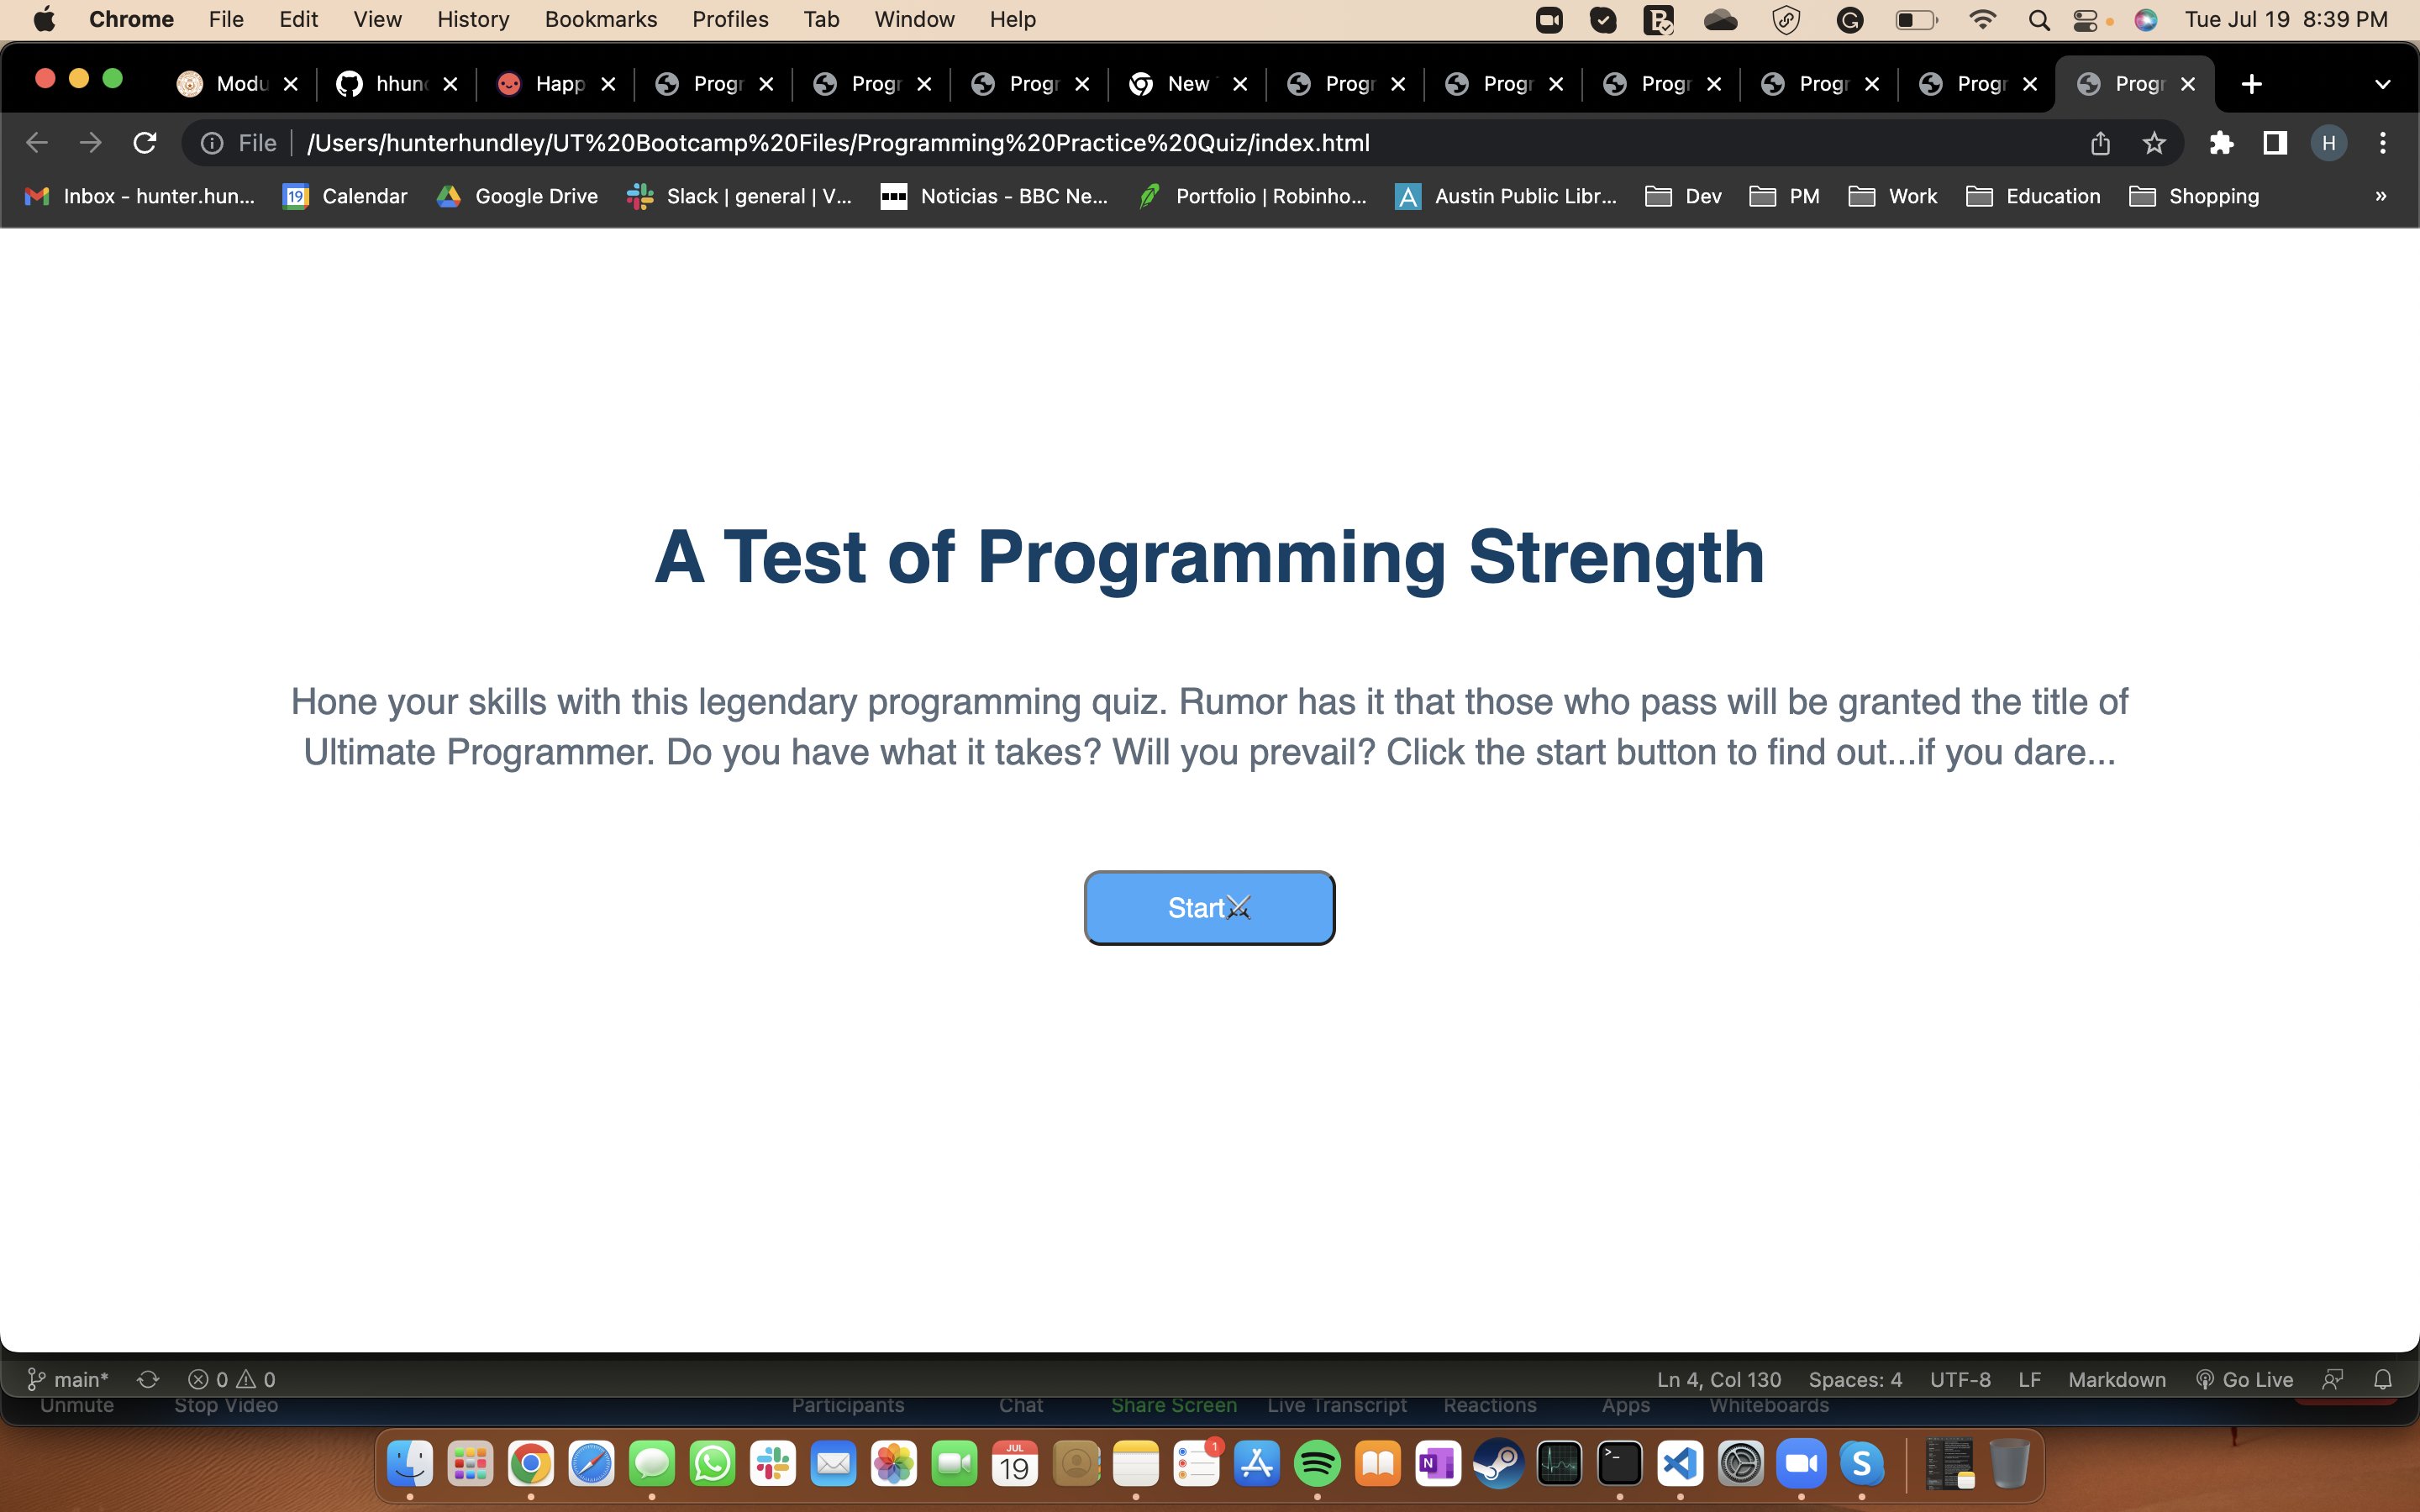 Chrome File Edit View History Bookmarks Profiles Tab Window Help Tue Jul 19 8:39 PM
Modu hhun Happ Progr Progr Progr New Progr Progr Progr Progr Progr Progr
File /Users/hunterhundley/UT%20Bootcamp%20Files/Programming%20Practice%20Quiz/index.html H
Inbox - hunter.hun... 19 Calendar Google Drive Slack | general | V... Noticias - BBC Ne... Portfolio | Robinho... A Austin Public Libr... Dev PM Work Education Shopping »
A Test of Programming Strength
Hone your skills with this legendary programming quiz. Rumor has it that those who pass will be granted the title of
Ultimate Programmer. Do you have what it takes? Will you prevail? Click the start button to find out...if you dare...
Start⚔
main* 0 0 Ln 4, Col 130 Spaces: 4 UTF-8 LF Markdown Go Live
Unmute Stop Video Participants Chat Share Screen Live Transcript Reactions Apps Whiteboards
JUL 19 1 N >_ S